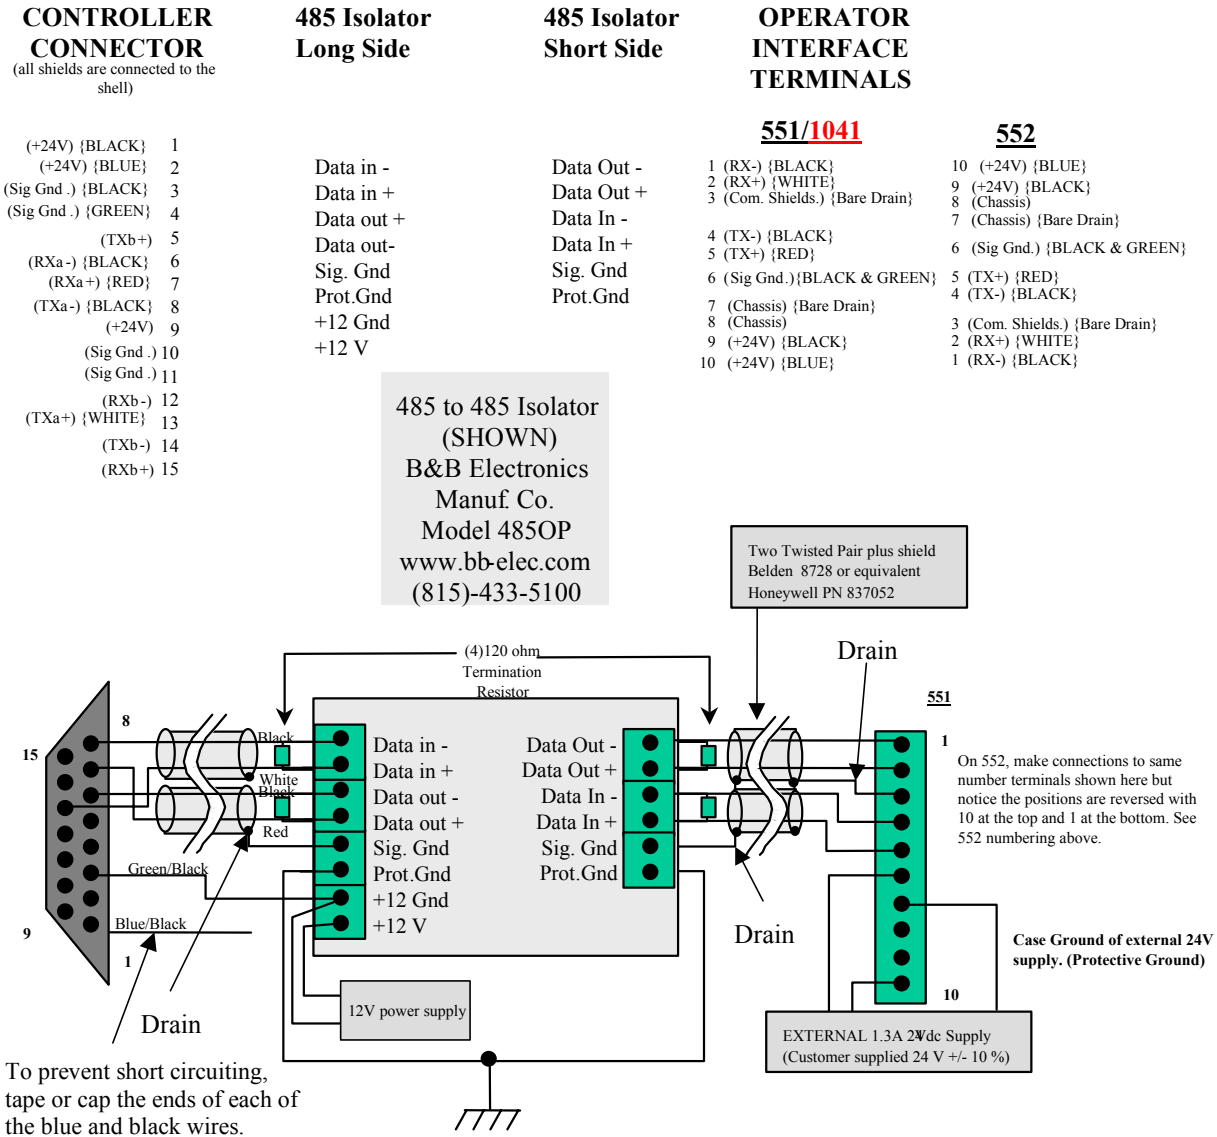 CONTROLLER
CONNECTOR
(all shields are connected to the
shell)
485 Isolator
Long Side
485 Isolator
Short Side
OPERATOR
INTERFACE
TERMINALS
(+24V) {BLACK} 1
(+24V) {BLUE} 2
(Sig Gnd .) {BLACK} 3
(Sig Gnd .) {GREEN} 4
(TXb+) 5
(RXa-) {BLACK} 6
(RXa+) {RED} 7
(TXa-) {BLACK} 8
(+24V) 9
(Sig Gnd .) 10
(Sig Gnd .) 11
(RXb-) 12
(TXa+) {WHITE} 13
(TXb-) 14
(RXb+) 15
Data in -
Data in +
Data out +
Data out-
Sig. Gnd
Prot.Gnd
+12 Gnd
+12 V
Data Out -
Data Out +
Data In -
Data In +
Sig. Gnd
Prot.Gnd
551/1041
1 (RX-) {BLACK}
2 (RX+) {WHITE}
3 (Com. Shields.) {Bare Drain}
4 (TX-) {BLACK}
5 (TX+) {RED}
6 (Sig Gnd.){BLACK & GREEN}
7 (Chassis) {Bare Drain}
8 (Chassis)
9 (+24V) {BLACK}
10 (+24V) {BLUE}
552
10 (+24V) {BLUE}
9 (+24V) {BLACK}
8 (Chassis)
7 (Chassis) {Bare Drain}
6 (Sig Gnd.) {BLACK & GREEN}
5 (TX+) {RED}
4 (TX-) {BLACK}
3 (Com. Shields.) {Bare Drain}
2 (RX+) {WHITE}
1 (RX-) {BLACK}
485 to 485 Isolator
(SHOWN)
B&B Electronics
Manuf. Co.
Model 485OP
www.bb-elec.com
(815)-433-5100
Two Twisted Pair plus shield
Belden 8728 or equivalent
Honeywell PN 837052
(4)120 ohm
Termination
Resistor
Drain
551
8
15
9
1
Black
White
Black
Red
Green/Black
Blue/Black
Data in -
Data in +
Data out -
Data out +
Sig. Gnd
Prot.Gnd
+12 Gnd
+12 V
Data Out -
Data Out +
Data In -
Data In +
Sig. Gnd
Prot.Gnd
1
10
On 552, make connections to same
number terminals shown here but
notice the positions are reversed with
10 at the top and 1 at the bottom. See
552 numbering above.
Drain
Case Ground of external 24V
supply. (Protective Ground)
12V power supply
Drain
EXTERNAL 1.3A 24Vdc Supply
(Customer supplied 24 V +/- 10 %)
To prevent short circuiting,
tape or cap the ends of each of
the blue and black wires.